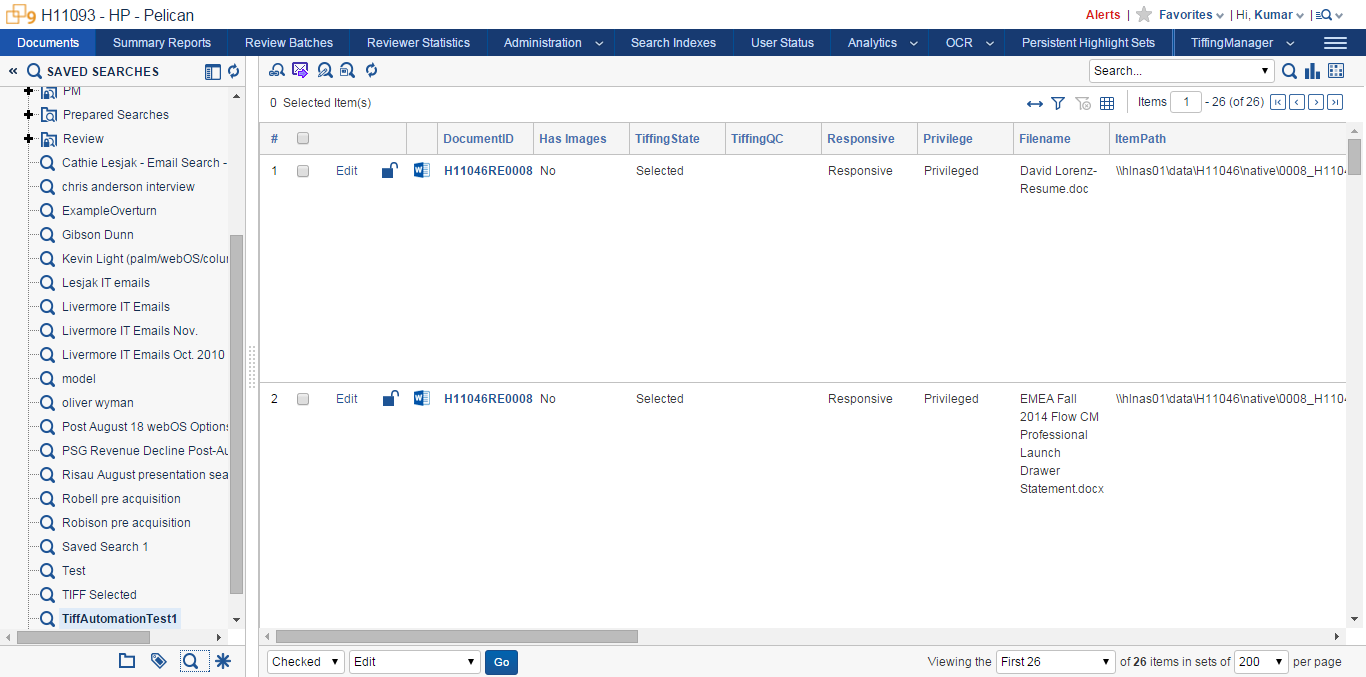 9 H11093 - HP - Pelican
Alerts | Favorites | Hi, Kumar |
Documents Summary Reports Review Batches Reviewer Statistics Administration Search Indexes User Status Analytics OCR Persistent Highlight Sets TiffingManager
« SAVED SEARCHES
Search...
PM
Prepared Searches
Review
Cathie Lesjak - Email Search -
chris anderson interview
ExampleOverturn
Gibson Dunn
Kevin Light (palm/webOS/colu
Lesjak IT emails
Livermore IT Emails
Livermore IT Emails Nov.
Livermore IT Emails Oct. 2010
model
oliver wyman
Post August 18 webOS Options
PSG Revenue Decline Post-Au
Risau August presentation sea
Robell pre acquisition
Robison pre acquisition
Saved Search 1
Test
TIFF Selected
TiffAutomationTest1
0 Selected Item(s)
Items 1 - 26 (of 26)
# DocumentID Has Images TiffingState TiffingQC Responsive Privilege Filename ItemPath
1 Edit H11046RE0008 No Selected Responsive Privileged David Lorenz- \\hlnas01\data\H11046\native\0008_H1104
Resume.doc
2 Edit H11046RE0008 No Selected Responsive Privileged EMEA Fall \\hlnas01\data\H11046\native\0008_H1104
2014 Flow CM
Professional
Launch
Drawer
Statement.docx
Checked Edit Go
Viewing the First 26 of 26 items in sets of 200 per page